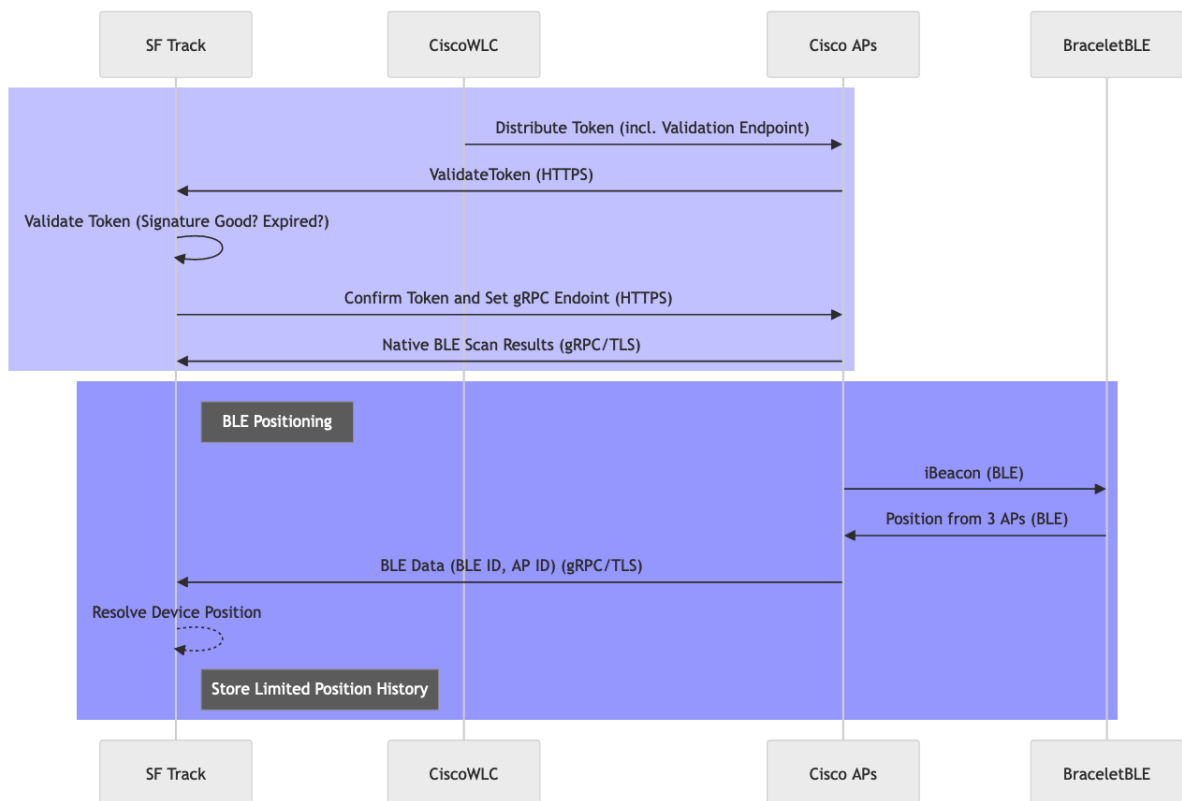 SF Track
CiscoWLC
Cisco APs
BraceletBLE
Distribute Token (incl. Validation Endpoint)
ValidateToken (HTTPS)
Validate Token (Signature Good? Expired?)
Confirm Token and Set gRPC Endoint (HTTPS)
Native BLE Scan Results (gRPC/TLS)
BLE Positioning
iBeacon (BLE)
Position from 3 APs (BLE)
BLE Data (BLE ID, AP ID) (gRPC/TLS)
Resolve Device Position
Store Limited Position History
SF Track
CiscoWLC
Cisco APs
BraceletBLE